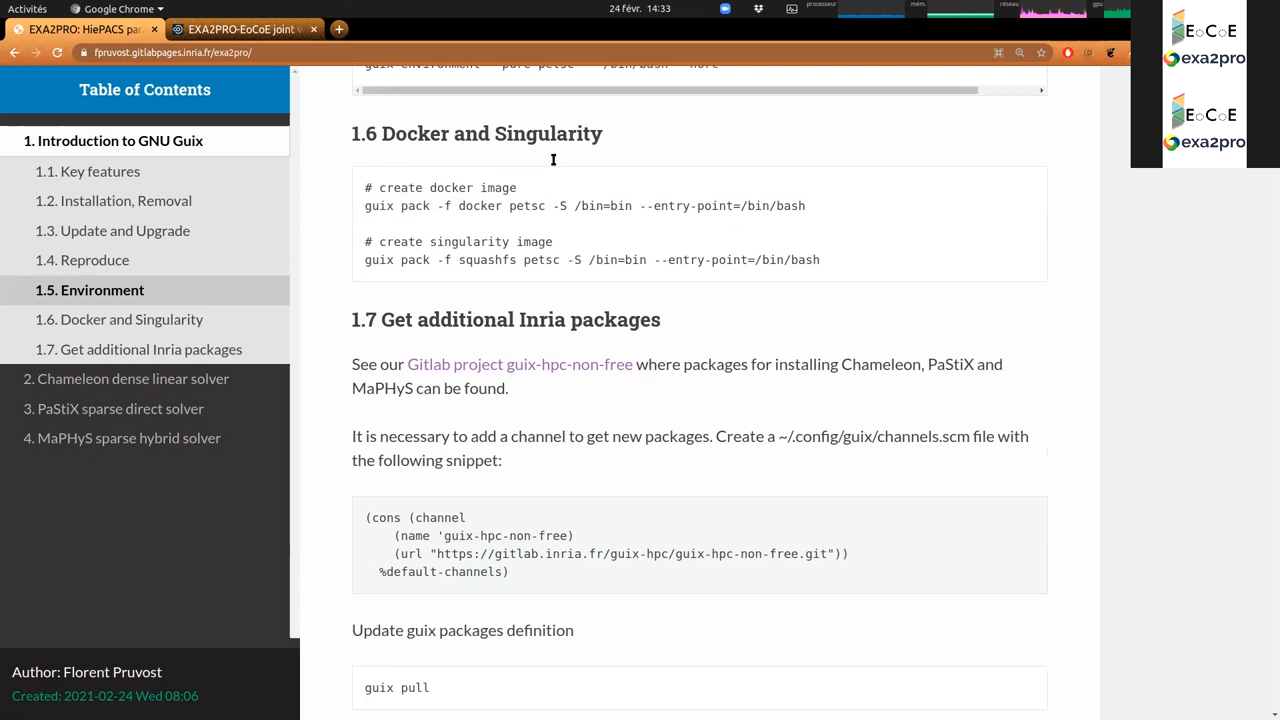 Activités
Google Chrome
24 févr. 14:33
processeur
mém.
réseau
gpu
EXA2PRO: HiePACS pa
EXA2PRO-EoCoE joint w
fpruvost.gitlabpages.inria.fr/exa2pro/
Table of Contents
1. Introduction to GNU Guix
1.1. Key features
1.2. Installation, Removal
1.3. Update and Upgrade
1.4. Reproduce
1.5. Environment
1.6. Docker and Singularity
1.7. Get additional Inria packages
2. Chameleon dense linear solver
3. PaStiX sparse direct solver
4. MaPHyS sparse hybrid solver
Author: Florent Pruvost
Created: 2021-02-24 Wed 08:06
1.6 Docker and Singularity
# create docker image
guix pack -f docker petsc -S /bin=bin --entry-point=/bin/bash
# create singularity image
guix pack -f squashfs petsc -S /bin=bin --entry-point=/bin/bash
1.7 Get additional Inria packages
See our Gitlab project guix-hpc-non-free where packages for installing Chameleon, PaStiX and
MaPHyS can be found.
It is necessary to add a channel to get new packages. Create a ~/.config/guix/channels.scm file with
the following snippet:
(cons (channel
(name 'guix-hpc-non-free)
(url "https://gitlab.inria.fr/guix-hpc/guix-hpc-non-free.git"))
%default-channels)
Update guix packages definition
guix pull
EoCoE
exa2pro
EoCoE
exa2pro